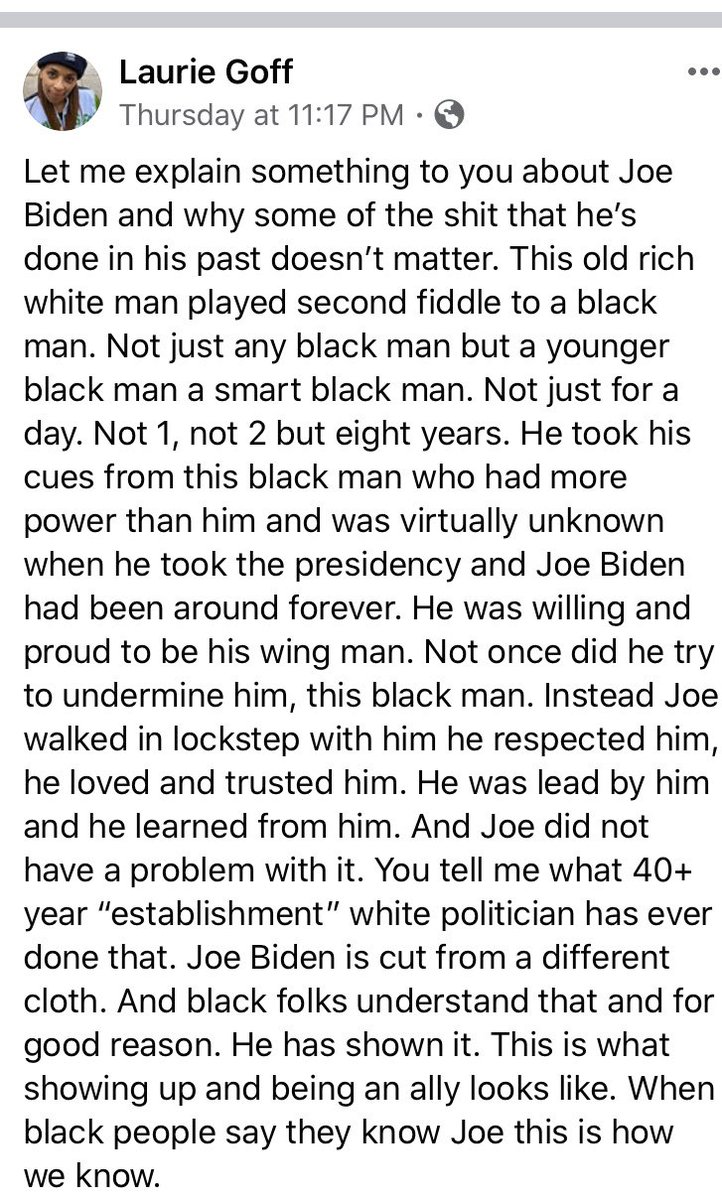 Laurie Goff
Thursday at 11:17 PM ·
Let me explain something to you about Joe
Biden and why some of the shit that he’s
done in his past doesn’t matter. This old rich
white man played second fiddle to a black
man. Not just any black man but a younger
black man a smart black man. Not just for a
day. Not 1, not 2 but eight years. He took his
cues from this black man who had more
power than him and was virtually unknown
when he took the presidency and Joe Biden
had been around forever. He was willing and
proud to be his wing man. Not once did he try
to undermine him, this black man. Instead Joe
walked in lockstep with him he respected him,
he loved and trusted him. He was lead by him
and he learned from him. And Joe did not
have a problem with it. You tell me what 40+
year “establishment” white politician has ever
done that. Joe Biden is cut from a different
cloth. And black folks understand that and for
good reason. He has shown it. This is what
showing up and being an ally looks like. When
black people say they know Joe this is how
we know.